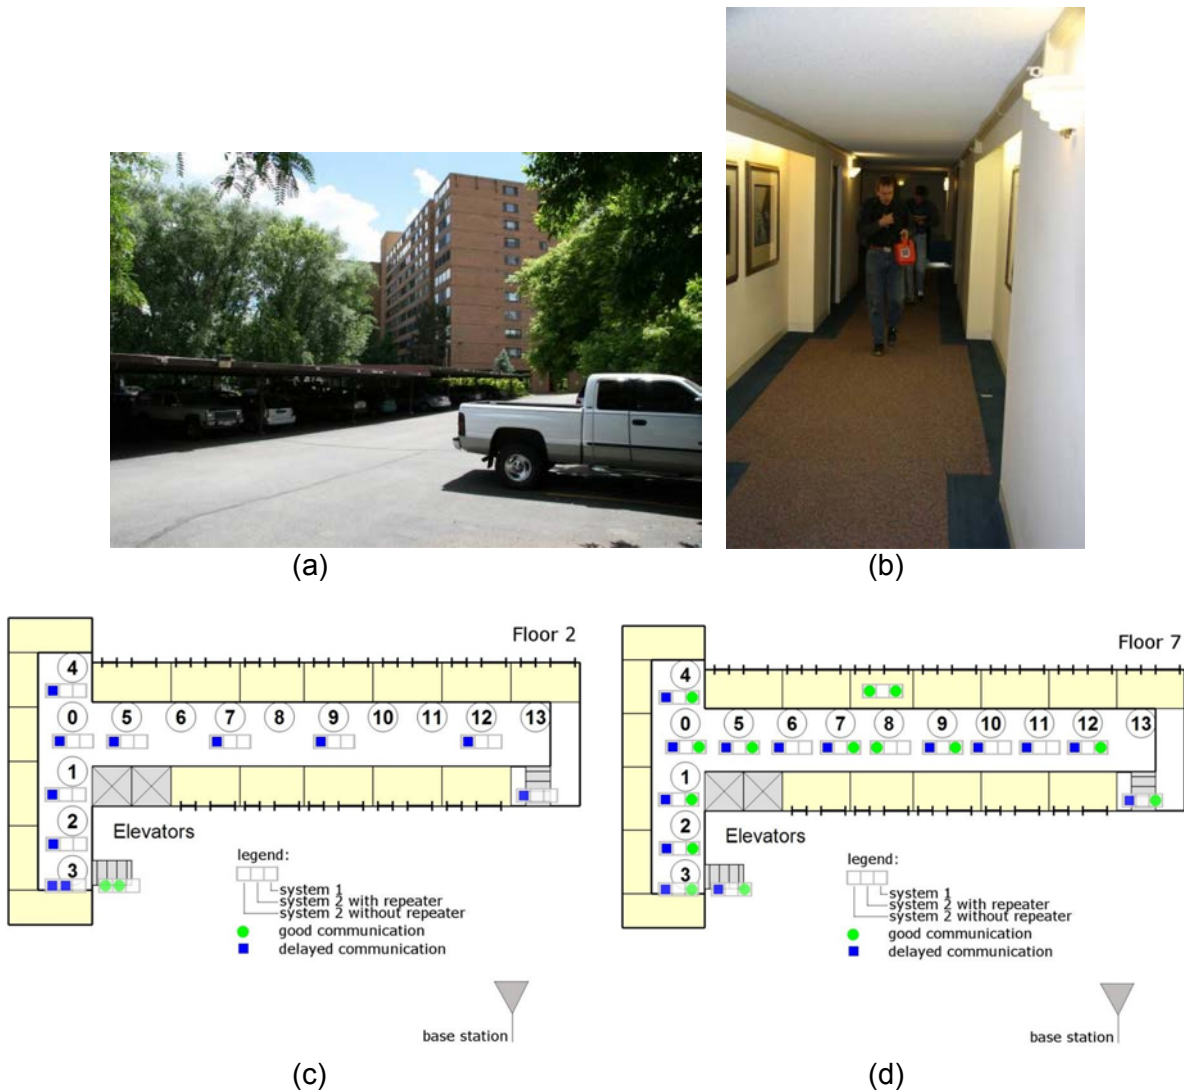 (a)
(b)
Floor 2
4
0 5 6 7 8 9 10 11 12 13
1
2
3
Elevators
legend:
system 1
system 2 with repeater
system 2 without repeater
good communication
delayed communication
base station
(c)
Floor 7
4
0 5 6 7 8 9 10 11 12 13
1
2
3
Elevators
legend:
system 1
system 2 with repeater
system 2 without repeater
good communication
delayed communication
base station
(d)